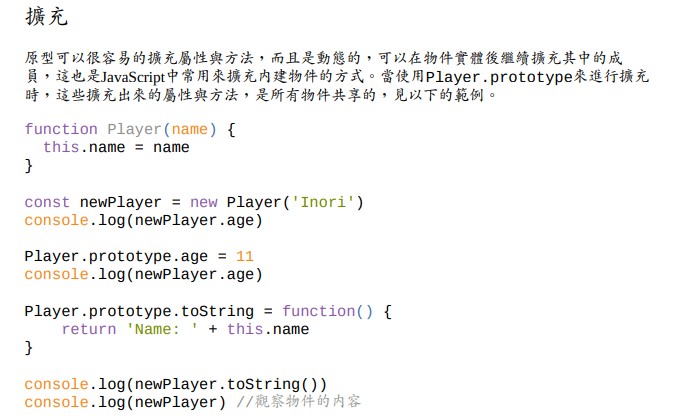 擴充
原型可以很容易的擴充屬性與方法，而且是動態的，可以在物件實體後繼續擴充其中的成
員，這也是JavaScript中常用來擴充內建物件的方式。當使用Player.prototype來進行擴充
時，這些擴充出來的屬性與方法，是所有物件共享的，見以下的範例。
function Player(name) {
  this.name = name
}
const newPlayer = new Player('Inori')
console.log(newPlayer.age)
Player.prototype.age = 11
console.log(newPlayer.age)
Player.prototype.toString = function() {
    return 'Name: ' + this.name
}
console.log(newPlayer.toString())
console.log(newPlayer) //觀察物件的內容